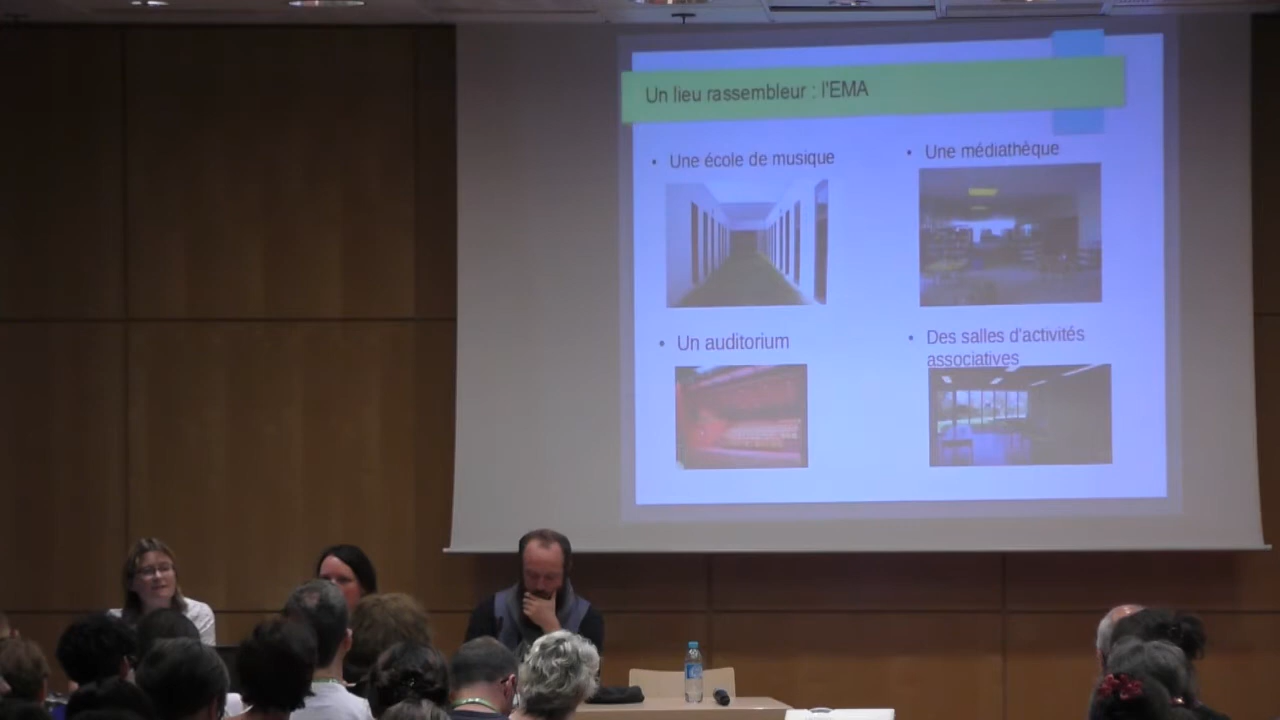 Un lieu rassembleur : l'EMA
• Une école de musique
• Une médiathèque
• Un auditorium
• Des salles d'activités
associatives